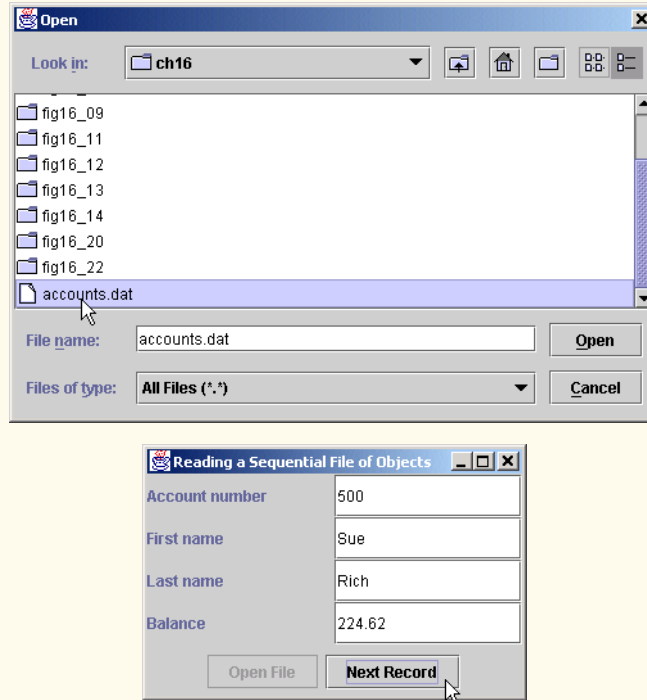 Open
Look in: ch16
fig16_09
fig16_11
fig16_12
fig16_13
fig16_14
fig16_20
fig16_22
accounts.dat
File name: accounts.dat Open
Files of type: All Files (*.*) Cancel
Reading a Sequential File of Objects
Account number 500
First name Sue
Last name Rich
Balance 224.62
Open File Next Record